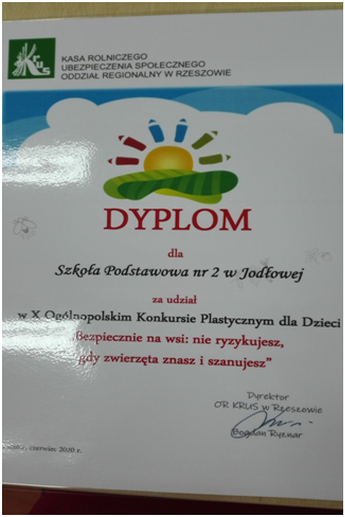 KRUS
KASA ROLNICZEGO
UBEZPIECZENIA SPOŁECZNEGO
ODDZIAŁ REGIONALNY W RZESZOWIE
DYPLOM
dla
Szkoła Podstawowa nr 2 w Jodłowej
za udział
w X Ogólnopolskim Konkursie Plastycznym dla Dzieci
„Bezpiecznie na wsi: nie ryzykujesz,
gdy zwierzęta znasz i szanujesz”
Dyrektor
OR KRUS w Rzeszowie
Bogdan Ryznar
czerwiec 2020 r.